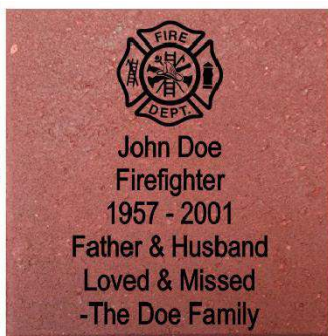 FIRE
DEPT.
John Doe
Firefighter
1957 - 2001
Father & Husband
Loved & Missed
-The Doe Family